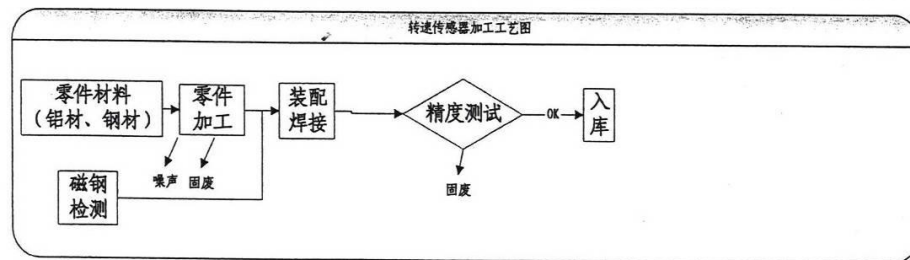 转速传感器加工工艺图
零件材料
（铝材、钢材）
零件
加工
装配
焊接
精度测试
OK
入
库
噪声
固废
固废
磁钢
检测